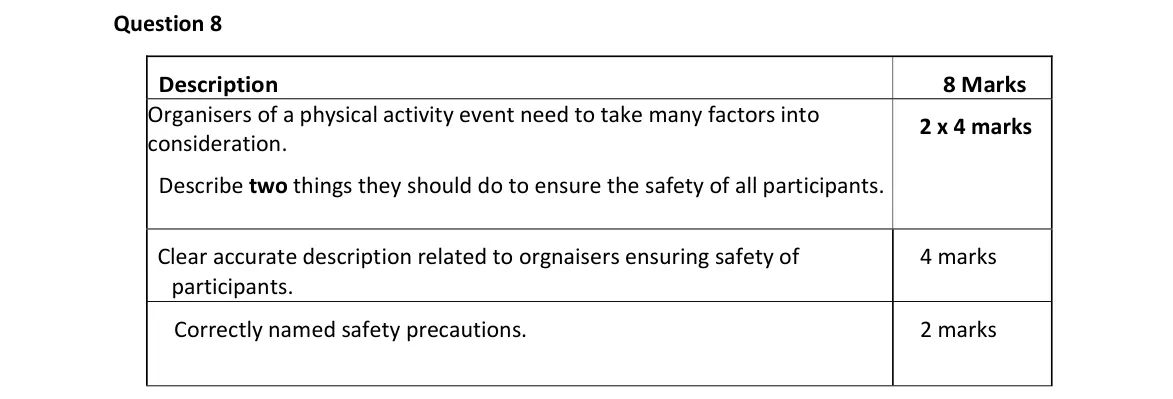 Question 8
Description
8 Marks
Organisers of a physical activity event need to take many factors into
consideration.
2 x 4 marks
Describe two things they should do to ensure the safety of all participants.
Clear accurate description related to orgnaisers ensuring safety of
participants.
4 marks
Correctly named safety precautions.
2 marks